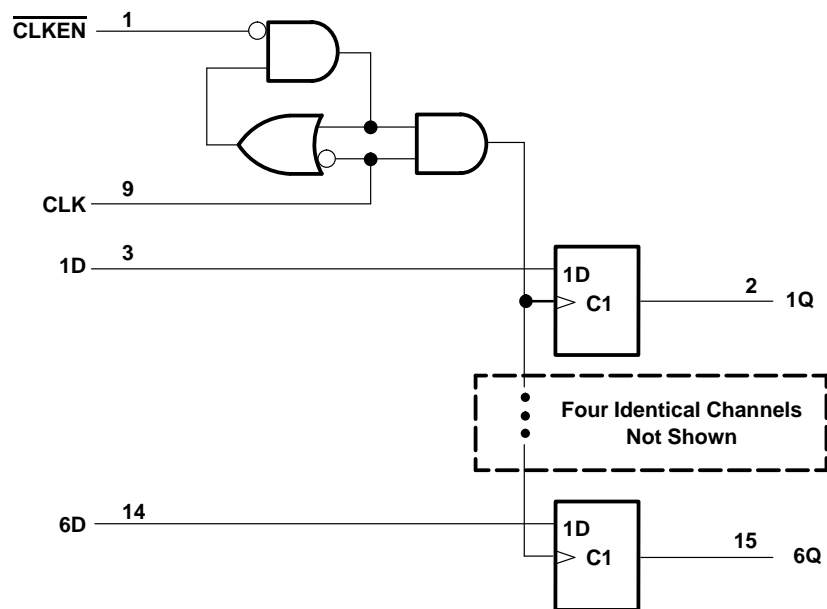 CLKEN 1
CLK 9
1D 3
1D
C1
2 1Q
Four Identical Channels
Not Shown
6D 14
1D
C1
15 6Q